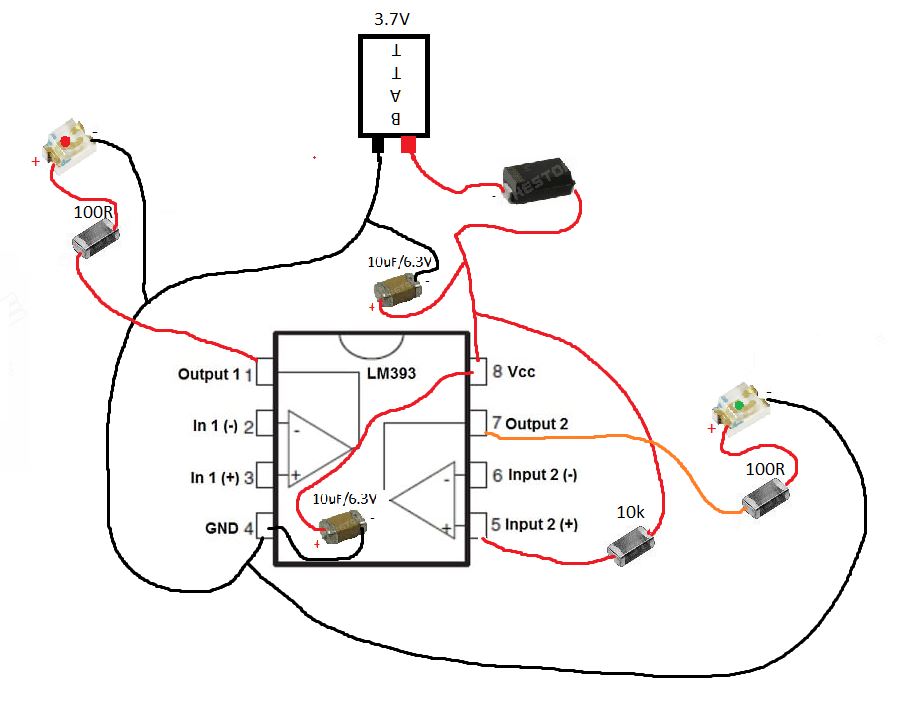 3.7V
B A T T
-
+
100R
HESTO
-
10uF/6.3V
-
+
LM393
Output 1 1
8 Vcc
In 1 (-) 2
-
7 Output 2
-
+
100R
In 1 (+) 3
+
-
6 Input 2 (-)
10uF/6.3V
-
+
GND 4
+
5 Input 2 (+)
10k